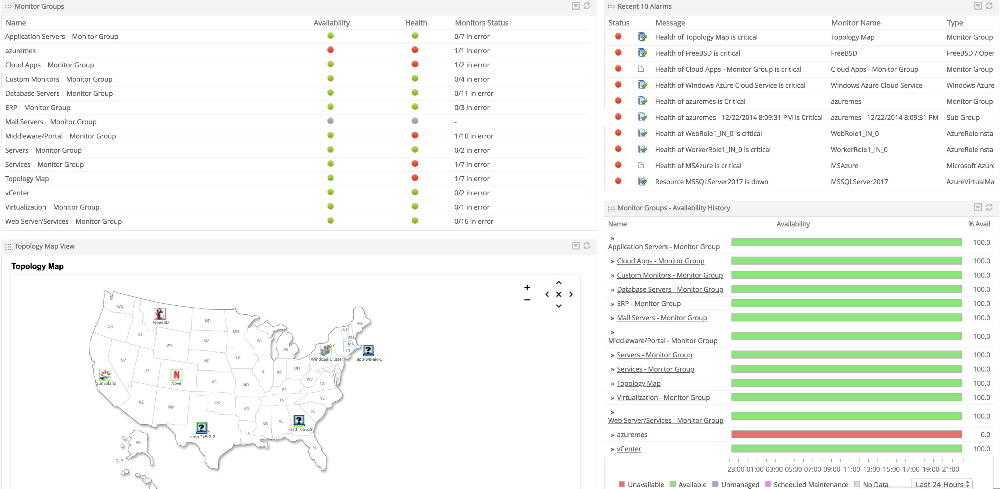 Monitor Groups
Name Availability Health Monitors Status
Application Servers Monitor Group 0/7 in error
azuremes 1/1 in error
Cloud Apps Monitor Group 1/2 in error
Custom Monitors Monitor Group 0/4 in error
Database Servers Monitor Group 0/11 in error
ERP Monitor Group 0/3 in error
Mail Servers Monitor Group -
Middleware/Portal Monitor Group 1/10 in error
Servers Monitor Group 0/2 in error
Services Monitor Group 1/7 in error
Topology Map 1/7 in error
vCenter 0/2 in error
Virtualization Monitor Group 0/1 in error
Web Server/Services Monitor Group 0/16 in error
Topology Map View
Topology Map
WA
FreeBSD
ND
OR
MN
ME
ID
VT
WI
WH
SD
WY
MA
NY
MI
CT
LA
Windows Cluster
app-w8-aio-5
NV
NE
OH
UT
IL
IN
WV
SunSolaris
Novell
KS
MO
VA
KY
NC
TN
AZ
OK
NM
AR
SC
MS
AL
karthik-5619
LA
amp-2k8r2-2
AK
FL
Recent 10 Alarms
Status Message Monitor Name Type
Health of Topology Map is critical Topology Map Monitor Group
Health of FreeBSD is critical FreeBSD FreeBSD / Oper
Health of Cloud Apps - Monitor Group is critical Cloud Apps - Monitor Group Monitor Group
Health of Windows Azure Cloud Service is critical Windows Azure Cloud Service Windows Azure
Health of azuremes is Critical azuremes Monitor Group
Health of azuremes - 12/22/2014 8:09:31 PM is Critical azuremes - 12/22/2014 8:09:31 PM Sub Group
Health of WebRole1_IN_0 is critical WebRole1_IN_0 AzureRoleInsta
Health of WorkerRole1_IN_0 is critical WorkerRole1_IN_0 AzureRoleInsta
Health of MSAzure is critical MSAzure Microsoft Azure
Resource MSSQLServer2017 is down MSSQLServer2017 AzureVirtualMa
Monitor Groups - Availability History
Name Availability % Avail
»
Application Servers - Monitor Group 100.0
» Cloud Apps - Monitor Group 100.0
» Custom Monitors - Monitor Group 100.0
» Database Servers - Monitor Group 100.0
» ERP - Monitor Group 100.0
» Mail Servers - Monitor Group 100.0
»
Middleware/Portal - Monitor Group 100.0
» Servers - Monitor Group 100.0
» Services - Monitor Group 100.0
» Topology Map 100.0
» Virtualization - Monitor Group 100.0
»
Web Server/Services - Monitor Group 100.0
» azuremes 0.0
» vCenter 100.0
23:00 01:00 03:00 05:00 07:00 09:00 11:00 13:00 15:00 17:00 19:00 21:00
Unavailable Available Unmanaged Scheduled Maintenance No Data Last 24 Hours